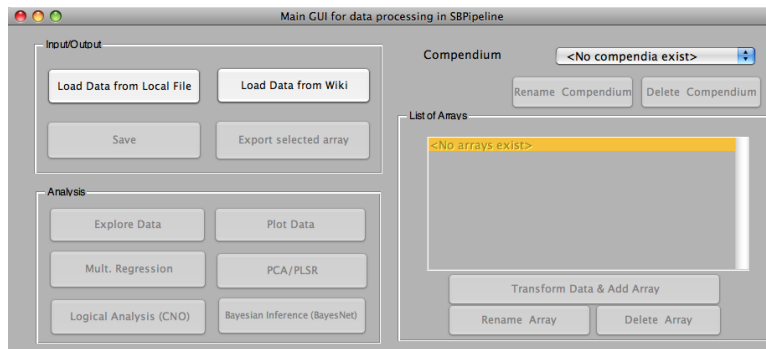 Main GUI for data processing in SBPipeline
Input/Output
Load Data from Local File
Load Data from Wiki
Save
Export selected array
Analysis
Explore Data
Plot Data
Mult. Regression
PCA/PLSR
Logical Analysis (CNO)
Bayesian Inference (BayesNet)
Compendium
<No compendia exist>
Rename Compendium
Delete Compendium
List of Arrays
<No arrays exist>
Transform Data & Add Array
Rename Array
Delete Array